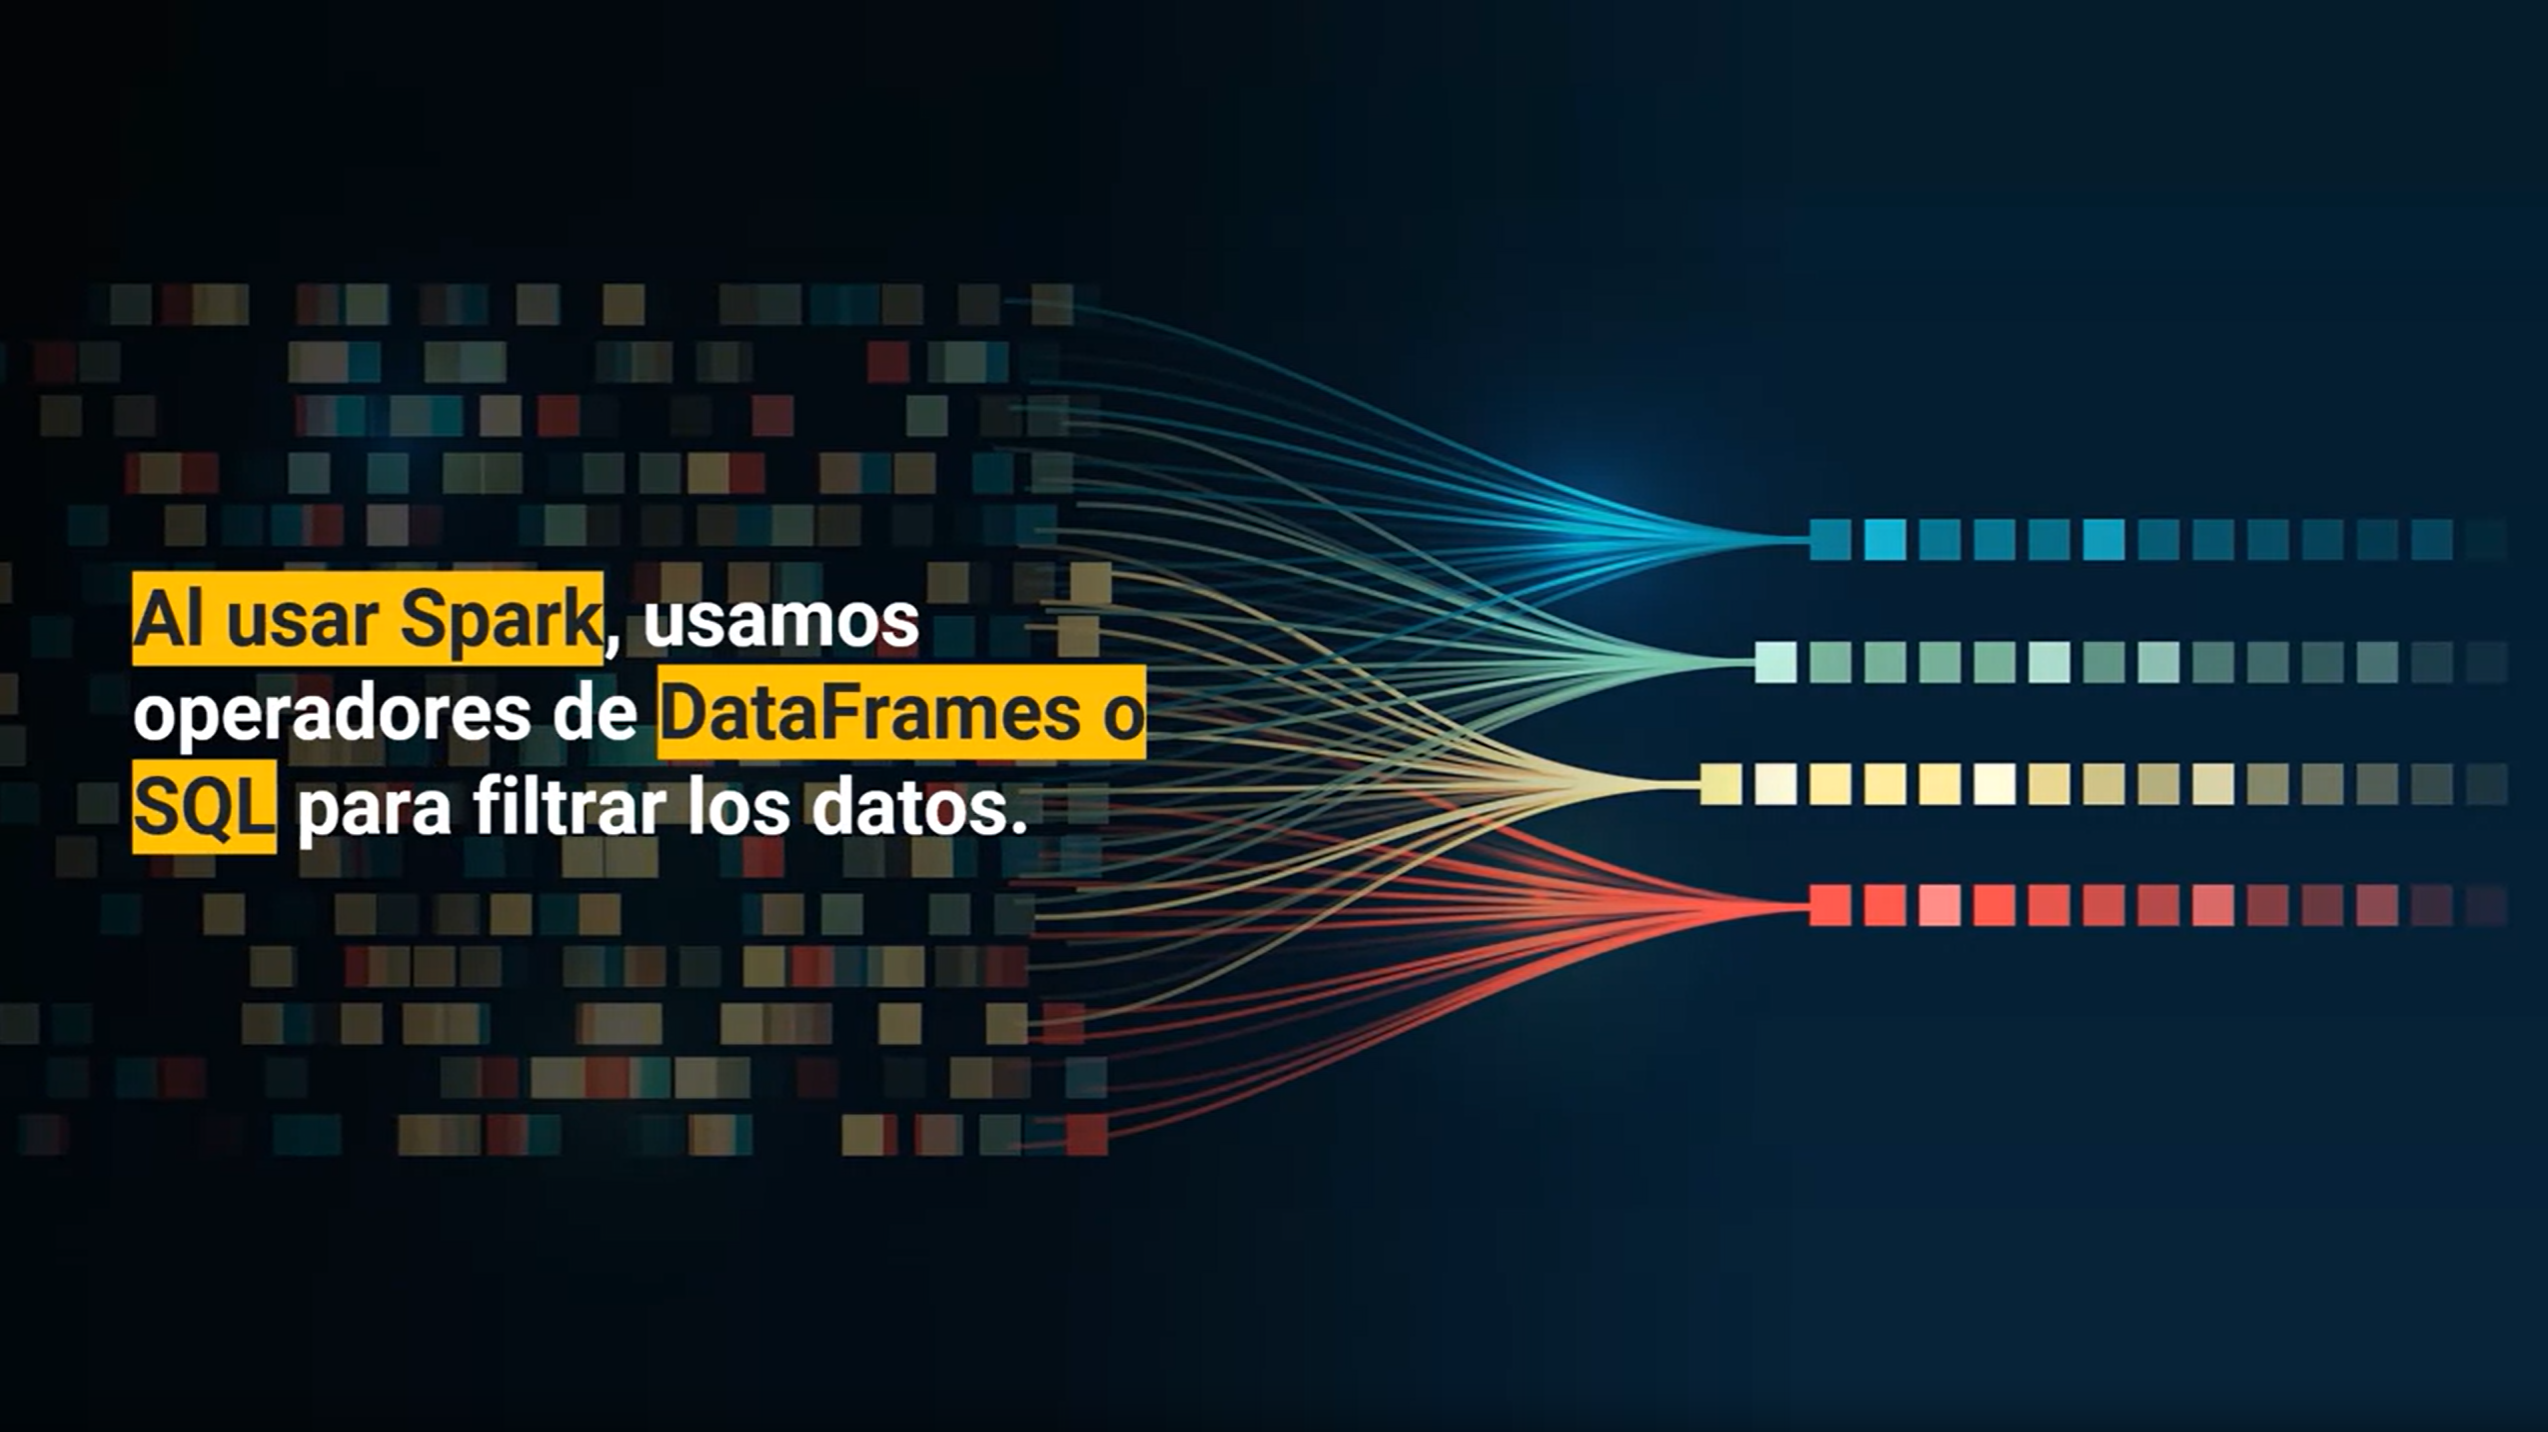 Al usar Spark, usamos
operadores de DataFrames o
SQL para filtrar los datos.